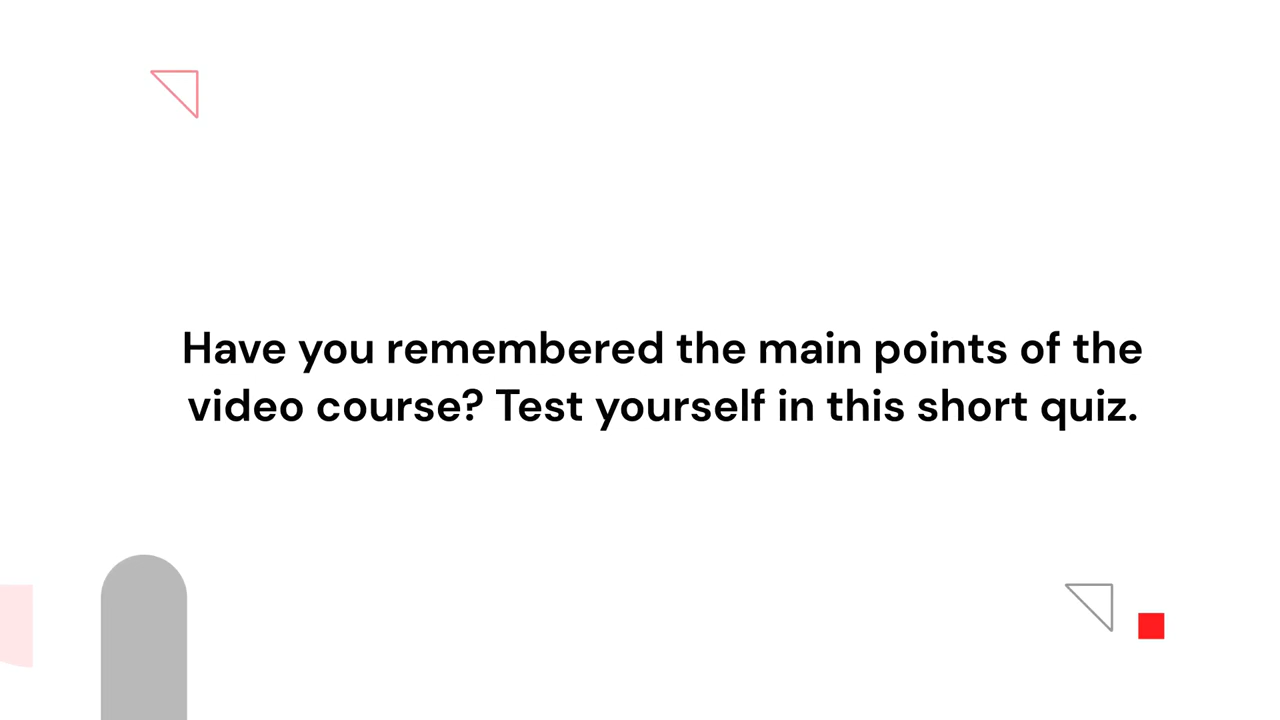 Have you remembered the main points of the
video course? Test yourself in this short quiz.